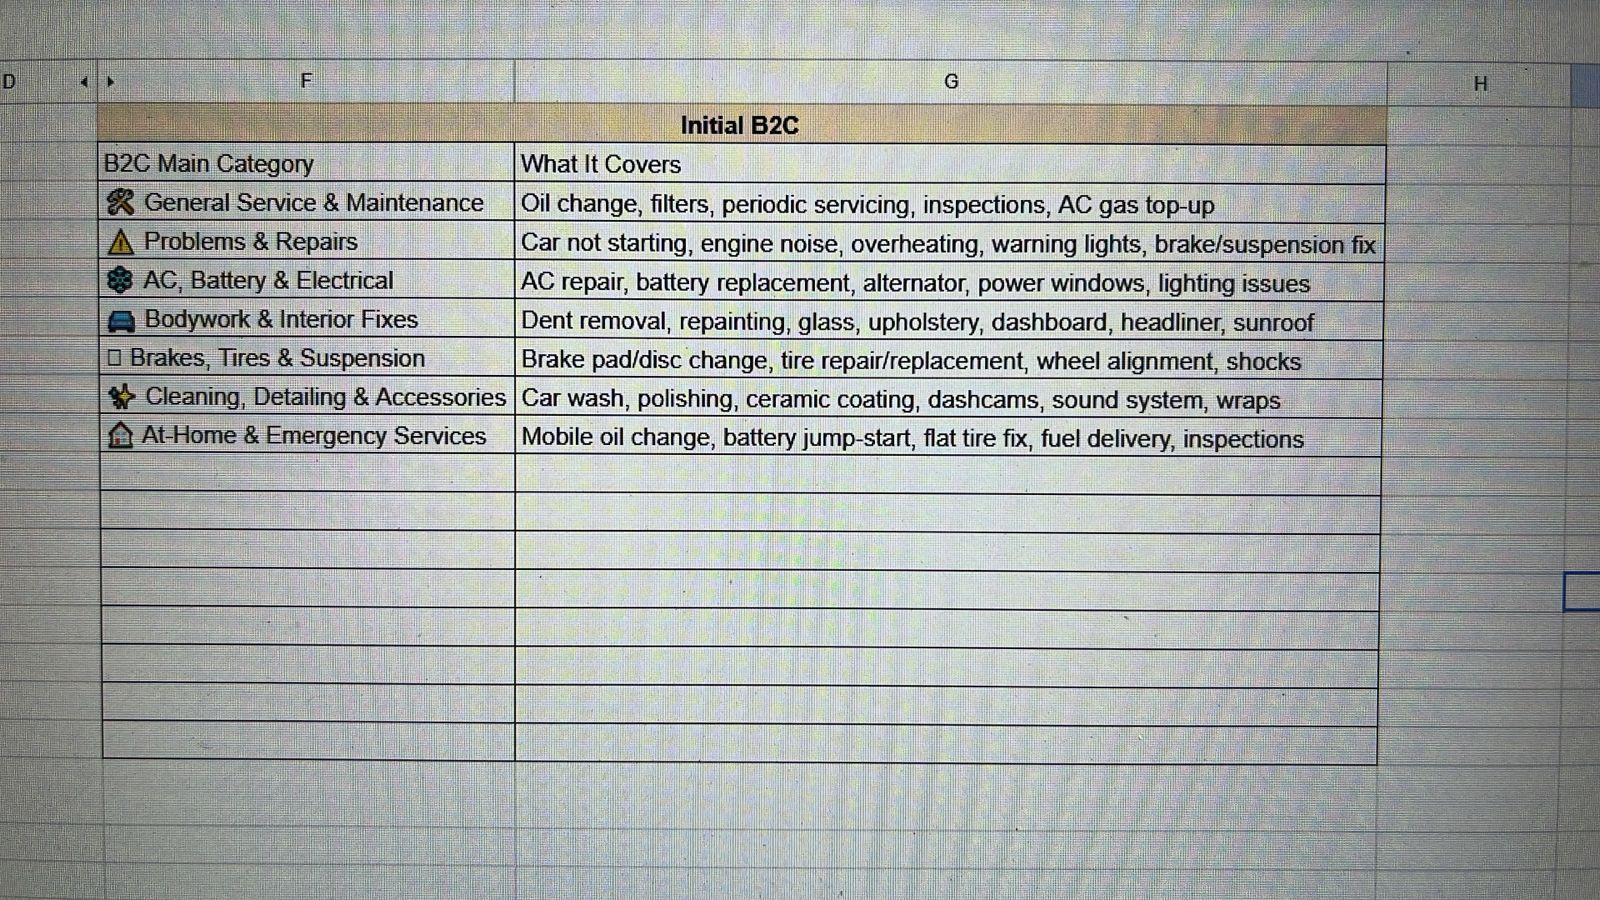 D F G H
Initial B2C
B2C Main Category What It Covers
🛠 General Service & Maintenance Oil change, filters, periodic servicing, inspections, AC gas top-up
⚠ Problems & Repairs Car not starting, engine noise, overheating, warning lights, brake/suspension fix
AC, Battery & Electrical AC repair, battery replacement, alternator, power windows, lighting issues
Bodywork & Interior Fixes Dent removal, repainting, glass, upholstery, dashboard, headliner, sunroof
Brakes, Tires & Suspension Brake pad/disc change, tire repair/replacement, wheel alignment, shocks
✨ Cleaning, Detailing & Accessories Car wash, polishing, ceramic coating, dashcams, sound system, wraps
🏠 At-Home & Emergency Services Mobile oil change, battery jump-start, flat tire fix, fuel delivery, inspections